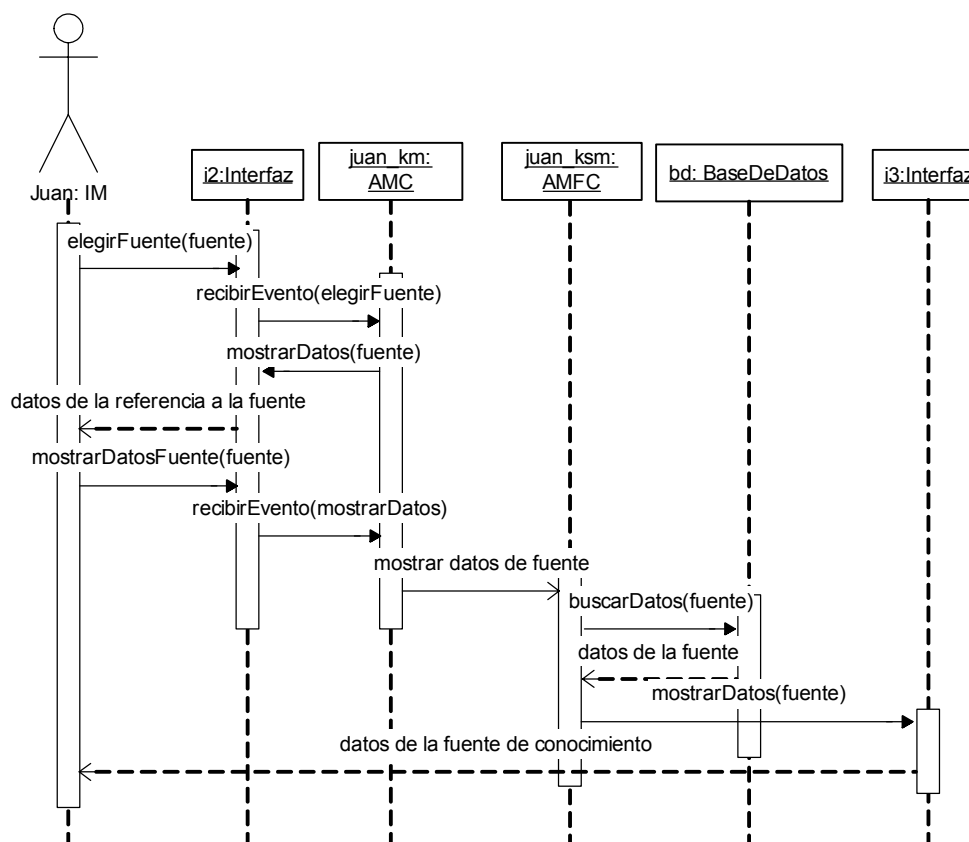 Juan: IM
i2:Interfaz
juan_km:
AMC
juan_ksm:
AMFC
bd: BaseDeDatos
i3:Interfaz
elegirFuente(fuente)
recibirEvento(elegirFuente)
mostrarDatos(fuente)
datos de la referencia a la fuente
mostrarDatosFuente(fuente)
recibirEvento(mostrarDatos)
mostrar datos de fuente
buscarDatos(fuente)
datos de la fuente
mostrarDatos(fuente)
datos de la fuente de conocimiento